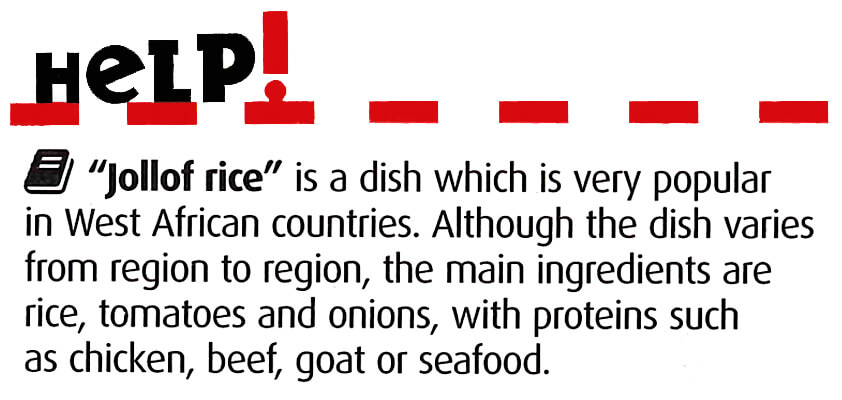 HeLP!
“Jollof rice” is a dish which is very popular
in West African countries. Although the dish varies
from region to region, the main ingredients are
rice, tomatoes and onions, with proteins such
as chicken, beef, goat or seafood.